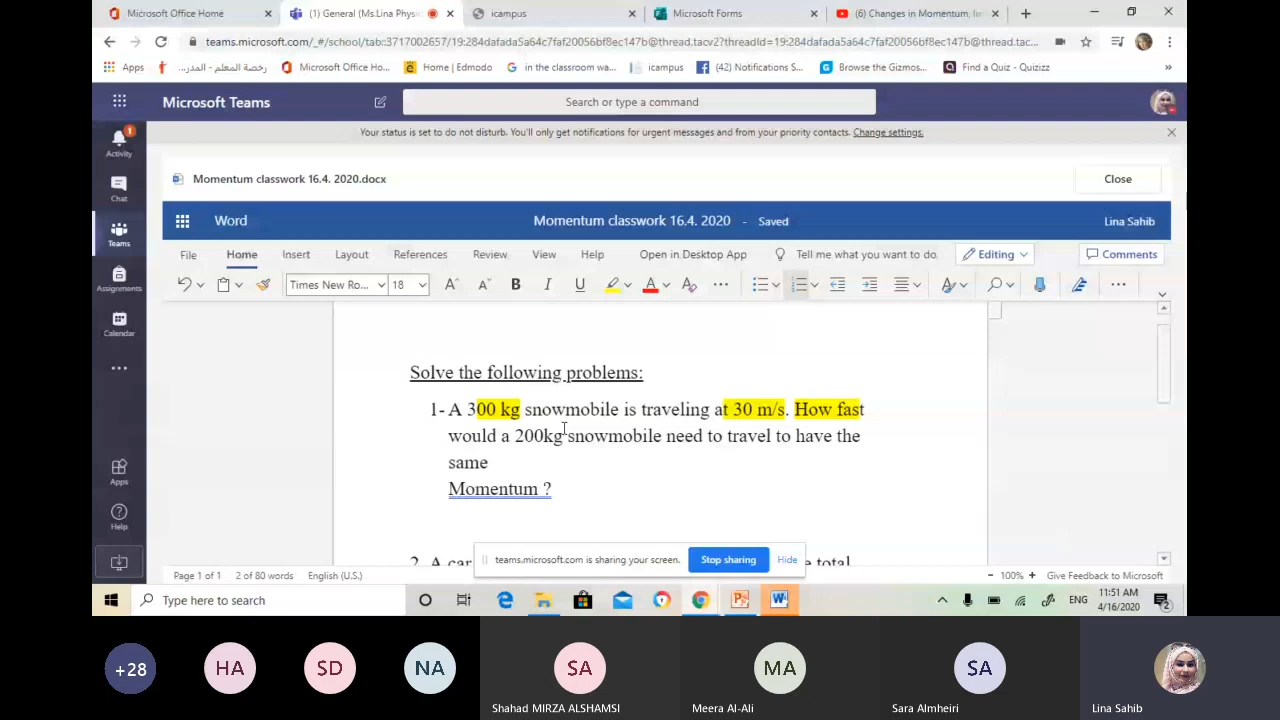 Microsoft Office Home
(1) General (Ms.Lina Physi
icampus
Microsoft Forms
(6) Changes in Momentum, In
teams.microsoft.com/_#/school/tab::3717002657/19:284dafada5a64c7faf20056bf8ec147b@thread.tacv2?threadId=19:284dafada5a64c7faf20056bf8ec147b@thread.tac...
Apps
رخصة المعلم - المدر...
Microsoft Office Ho...
Home | Edmodo
in the classroom wa...
icampus
(42) Notifications S...
Browse the Gizmos...
Find a Quiz - Quizizz
»
Microsoft Teams
Search or type a command
Your status is set to do not disturb. You'll only get notifications for urgent messages and from your priority contacts. Change settings.
1
Activity
Chat
Teams
Assignments
Calendar
Apps
Help
Momentum classwork 16.4. 2020.docx
Close
Word
Momentum classwork 16.4. 2020 - Saved
Lina Sahib
File Home Insert Layout References Review View Help Open in Desktop App Tell me what you want to do Editing Comments
Times New Ro... 18 A A B I U A A
Solve the following problems:
1- A 300 kg snowmobile is traveling at 30 m/s. How fast
would a 200kg snowmobile need to travel to have the
same
Momentum ?
2. A car
e total
teams.microsoft.com is sharing your screen.
Stop sharing
Hide
Page 1 of 1 2 of 80 words English (U.S.)
- 100% + Give Feedback to Microsoft
Type here to search
ENG
11:51 AM
4/16/2020
2
+28
HA
SD
NA
SA
MA
SA
Shahad MIRZA ALSHAMSI
Meera Al-Ali
Sara Almheiri
Lina Sahib